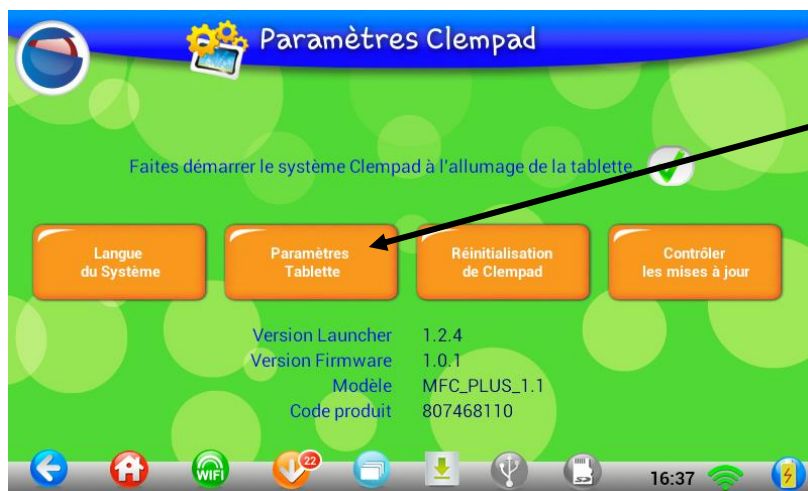 Paramètres Clempad
Faites démarrer le système Clempad à l'allumage de la tablette
Langue
du Système
Paramètres
Tablette
Réinitialisation
de Clempad
Contrôler
les mises à jour
Version Launcher 1.2.4
Version Firmware 1.0.1
Modèle MFC_PLUS_1.1
Code produit 807468110
WIFI
22
16:37